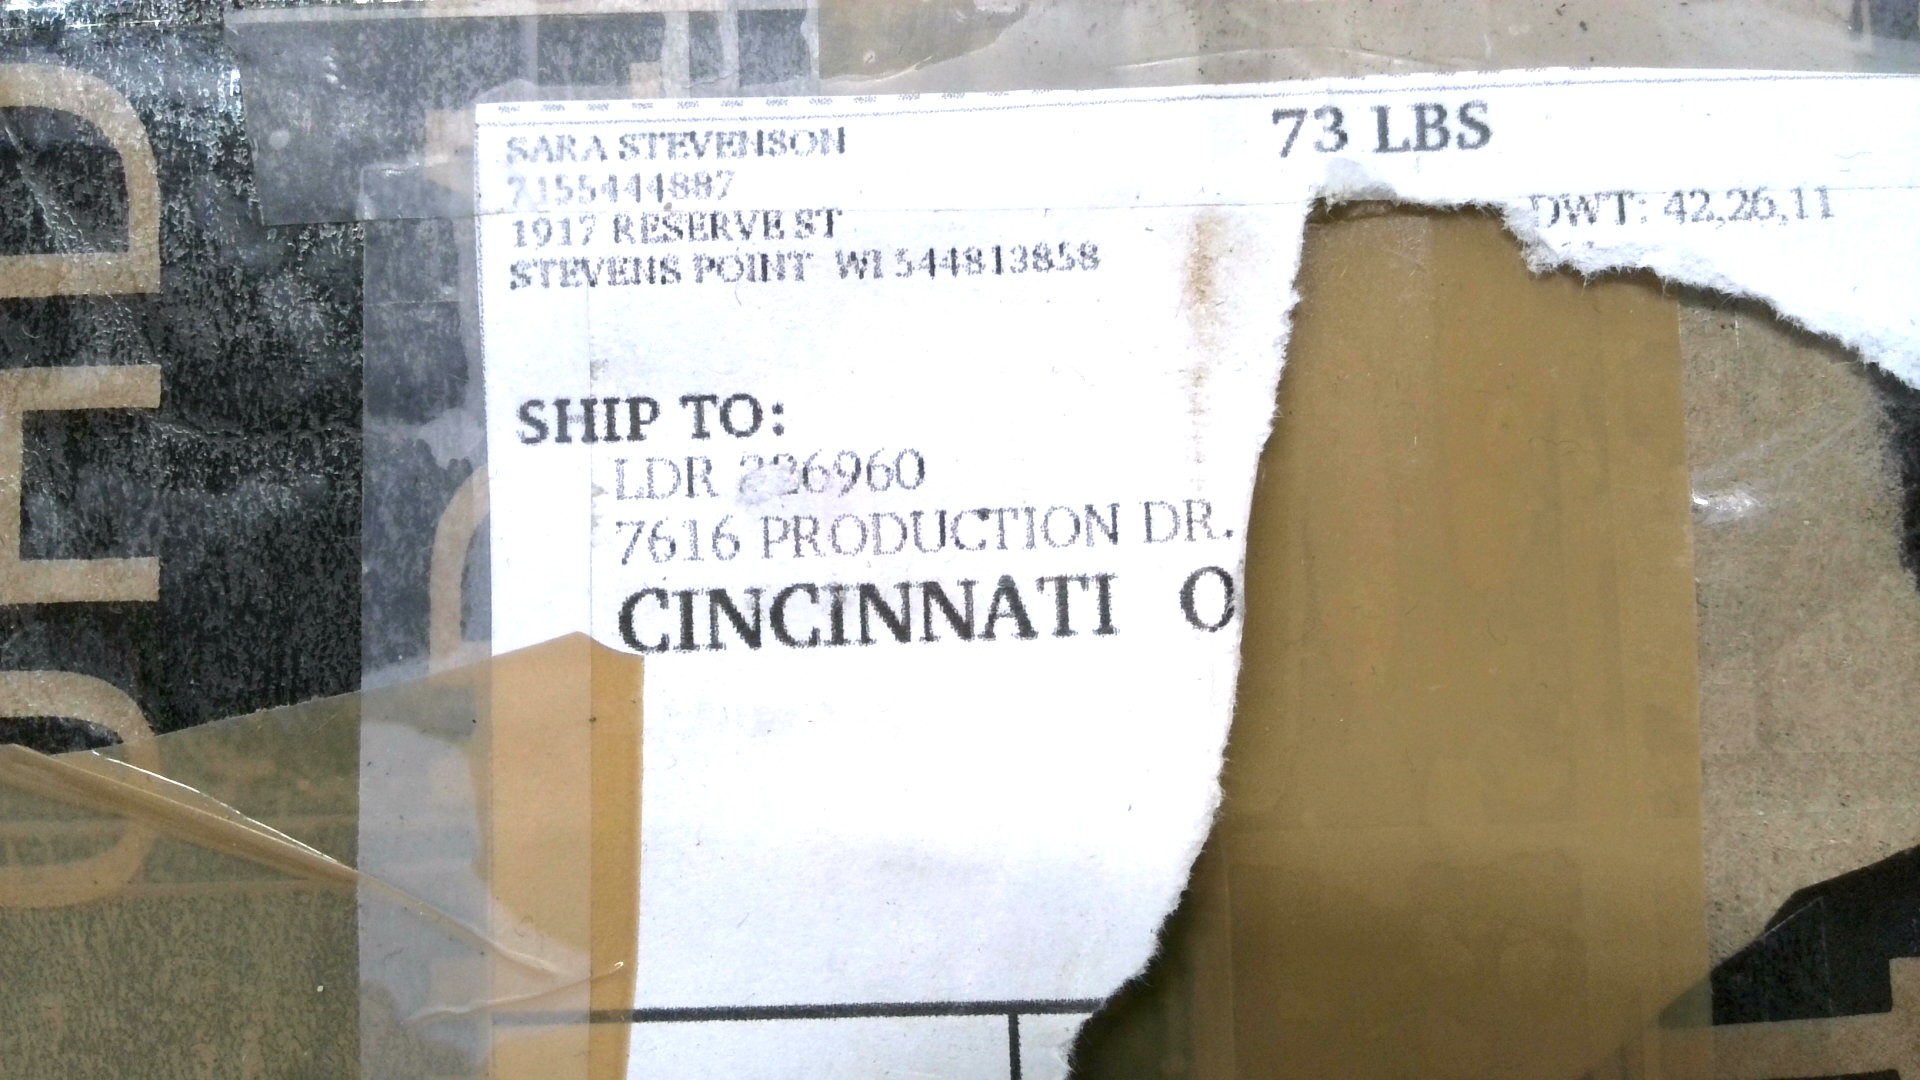 SARA STEVENSON
7155444887
1917 RESERVE ST
STEVENS POINT WI 544813858
73 LBS
DWT: 42,26,11
SHIP TO:
LDR
7616 PRODUCTION DR.
CINCINNATI O